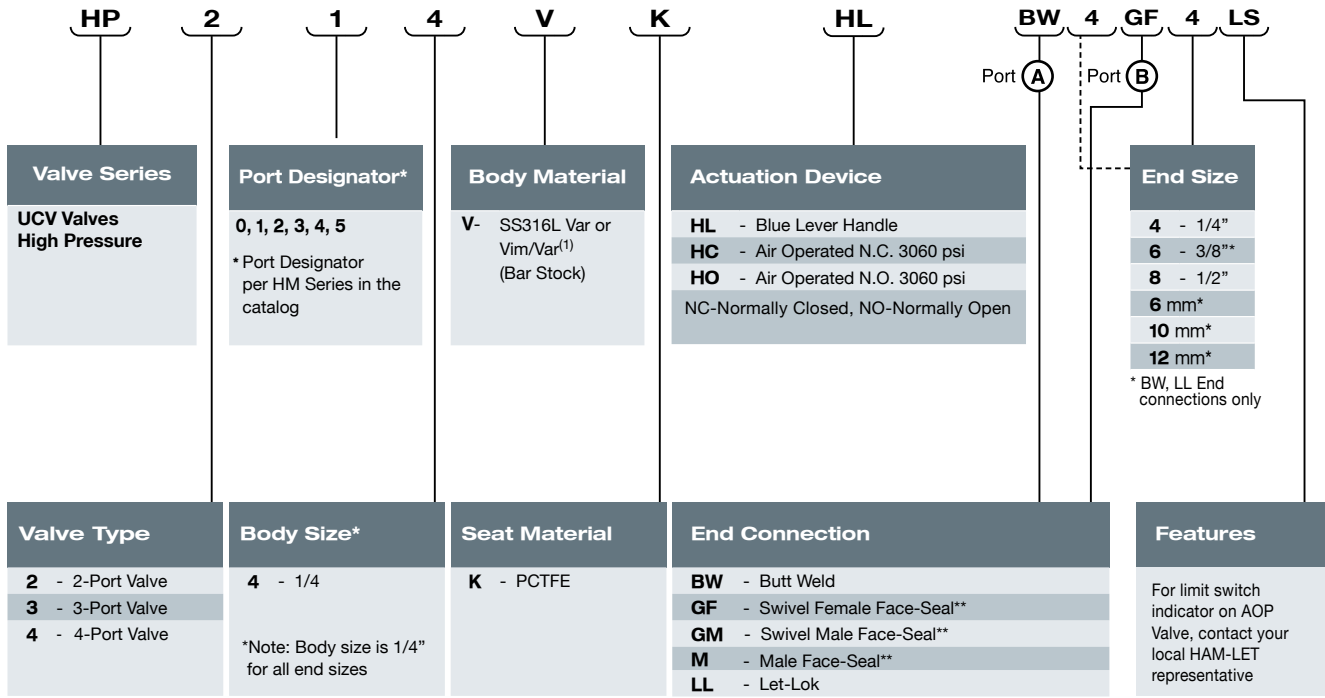 HP 2 1 4 V K HL BW 4 GF 4 LS
Port A Port B
Valve Series
UCV Valves
High Pressure
Port Designator*
0, 1, 2, 3, 4, 5
* Port Designator
per HM Series in the
catalog
Body Material
V- SS316L Var or
Vim/Var(1)
(Bar Stock)
Actuation Device
HL - Blue Lever Handle
HC - Air Operated N.C. 3060 psi
HO - Air Operated N.O. 3060 psi
NC-Normally Closed, NO-Normally Open
End Size
4 - 1/4”
6 - 3/8”*
8 - 1/2”
6 mm*
10 mm*
12 mm*
* BW, LL End
connections only
Valve Type
2 - 2-Port Valve
3 - 3-Port Valve
4 - 4-Port Valve
Body Size*
4 - 1/4
*Note: Body size is 1/4”
for all end sizes
Seat Material
K - PCTFE
End Connection
BW - Butt Weld
GF - Swivel Female Face-Seal**
GM - Swivel Male Face-Seal**
M - Male Face-Seal**
LL - Let-Lok
Features
For limit switch
indicator on AOP
Valve, contact your
local HAM-LET
representative